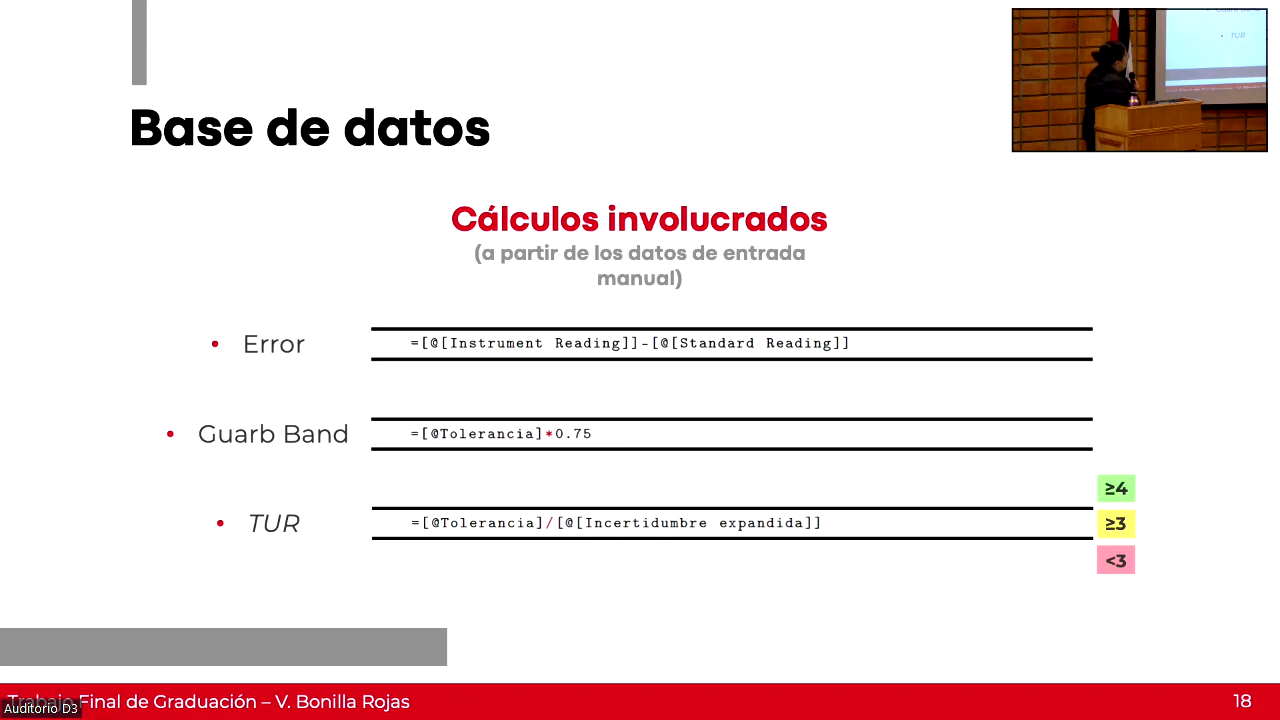 TUR
Base de datos
Cálculos involucrados
(a partir de los datos de entrada
manual)
• Error
=[@[Instrument Reading]]-[@[Standard Reading]]
• Guarb Band
=[@Tolerancia]*0.75
≥4
• TUR
=[@Tolerancia]/[@[Incertidumbre expandida]]
≥3
<3
Trabajo Final de Graduación – V. Bonilla Rojas
Auditorio D3
18